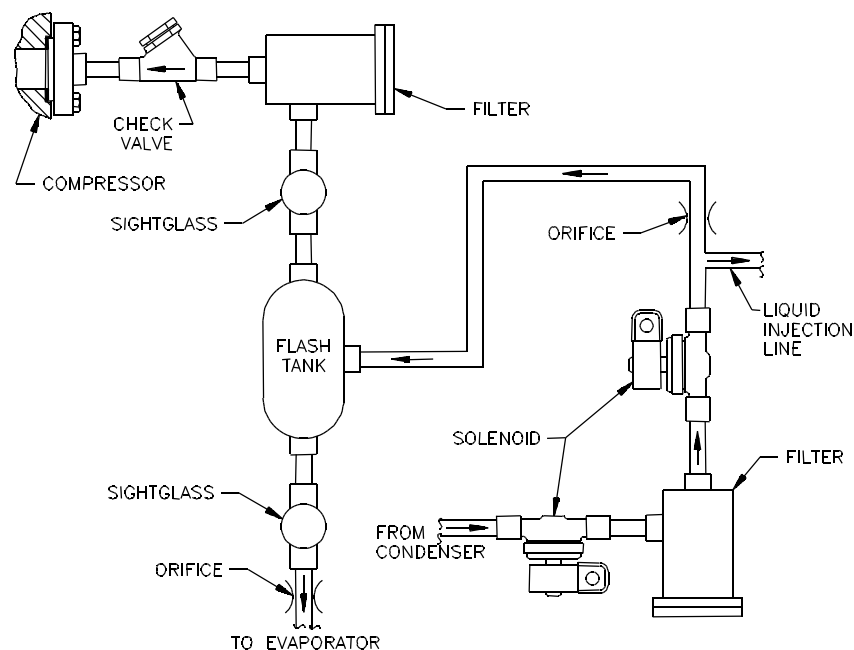 FILTER
CHECK
VALVE
COMPRESSOR
SIGHTGLASS
ORIFICE
LIQUID
INJECTION
LINE
FLASH
TANK
SOLENOID
FILTER
SIGHTGLASS
FROM
CONDENSER
ORIFICE
TO EVAPORATOR